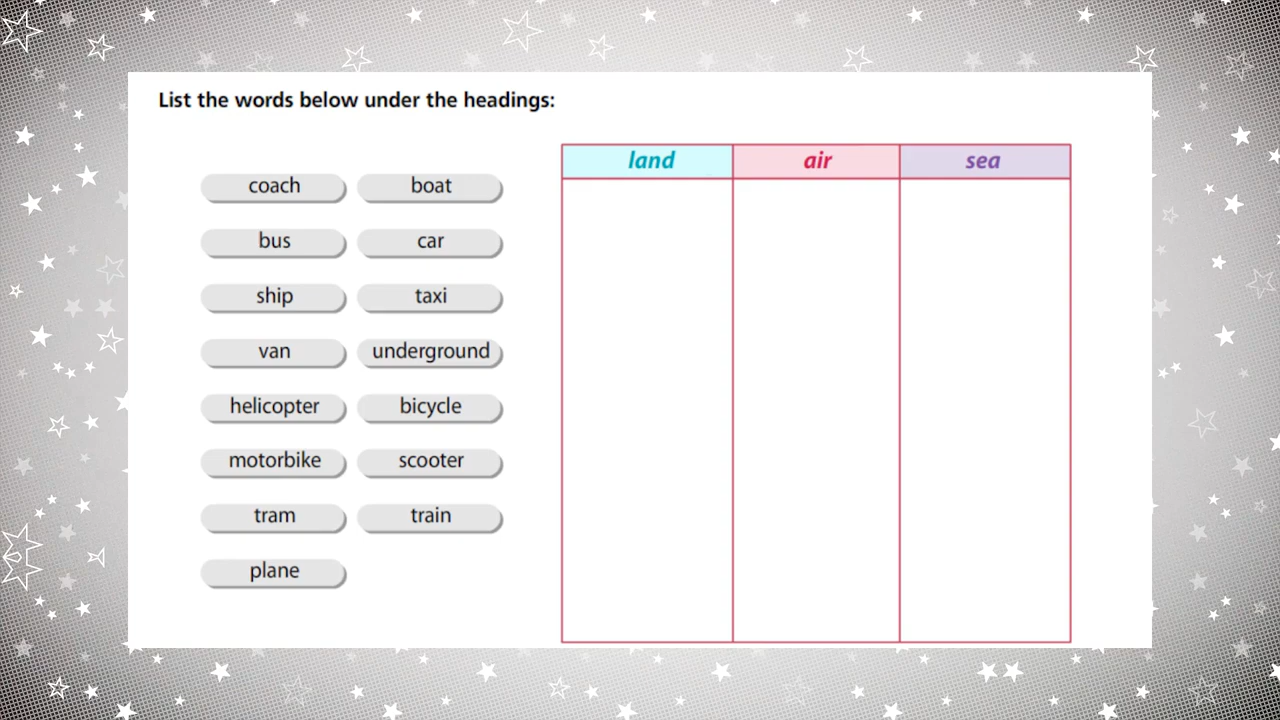 List the words below under the headings:
land air sea
coach boat
bus car
ship taxi
van underground
helicopter bicycle
motorbike scooter
tram train
plane